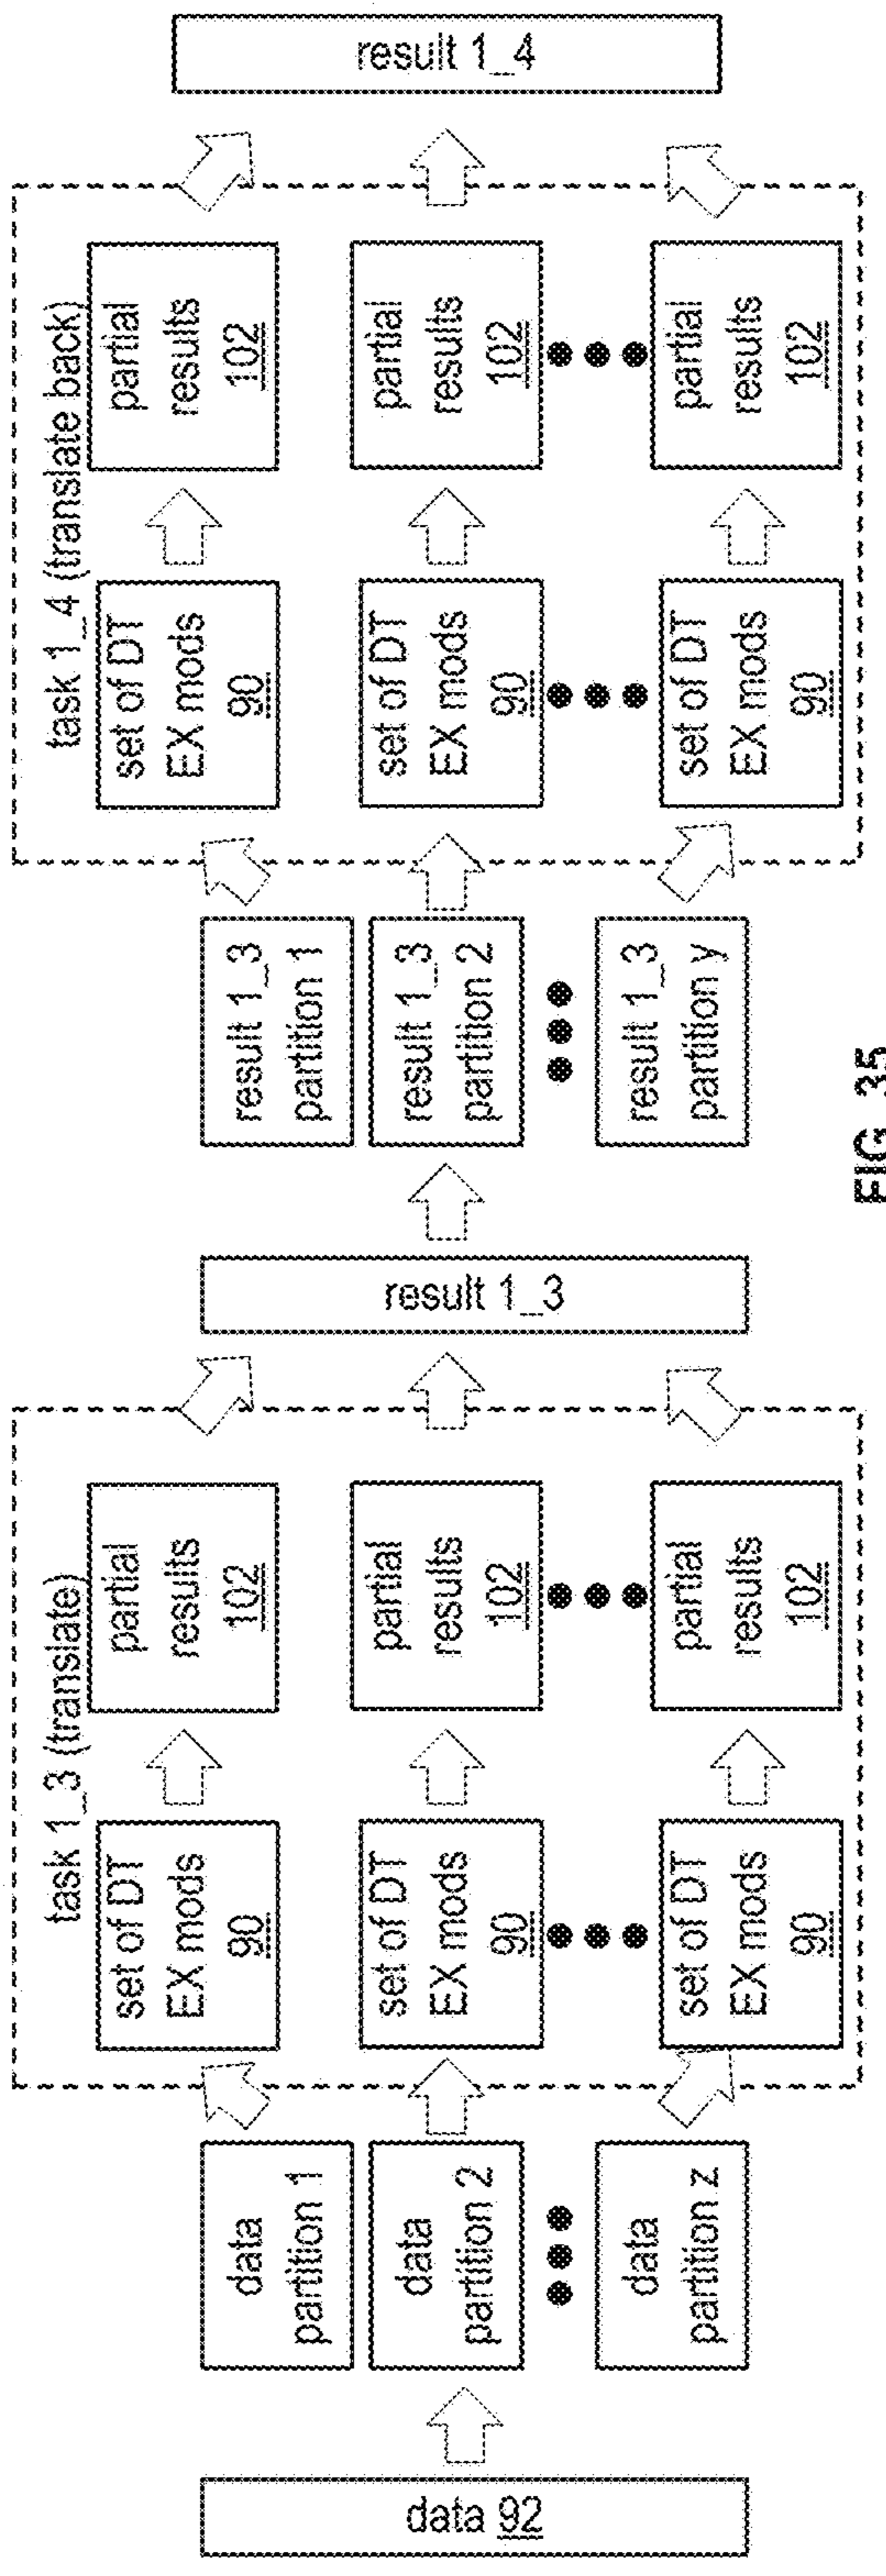 data 92
data
partition 1
data
partition 2
data
partition z
task 1_3 (translate)
set of DT
EX mods
90
partial
results
102
set of DT
EX mods
90
partial
results
102
set of DT
EX mods
90
partial
results
102
result 1_3
result 1_3
partition 1
result 1_3
partition 2
result 1_3
partition y
task 1_4 (translate back)
set of DT
EX mods
90
partial
results
102
set of DT
EX mods
90
partial
results
102
set of DT
EX mods
90
partial
results
102
result 1_4
FIG. 35